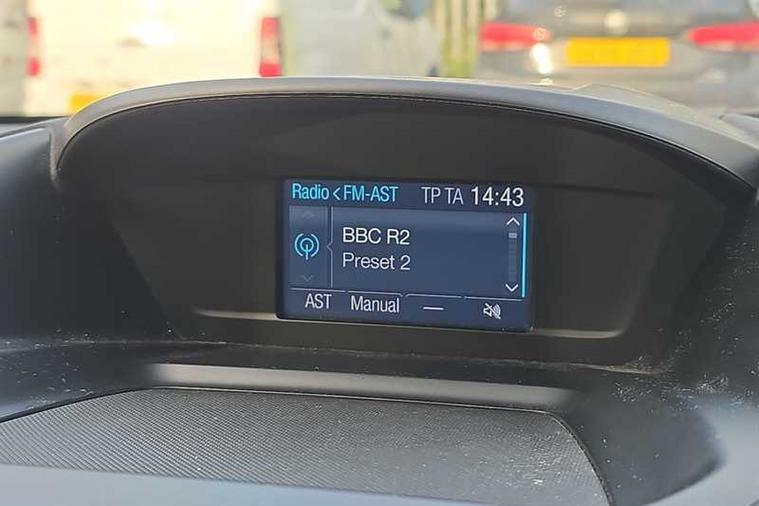 Radio < FM-AST TP TA 14:43
BBC R2
Preset 2
AST Manual —